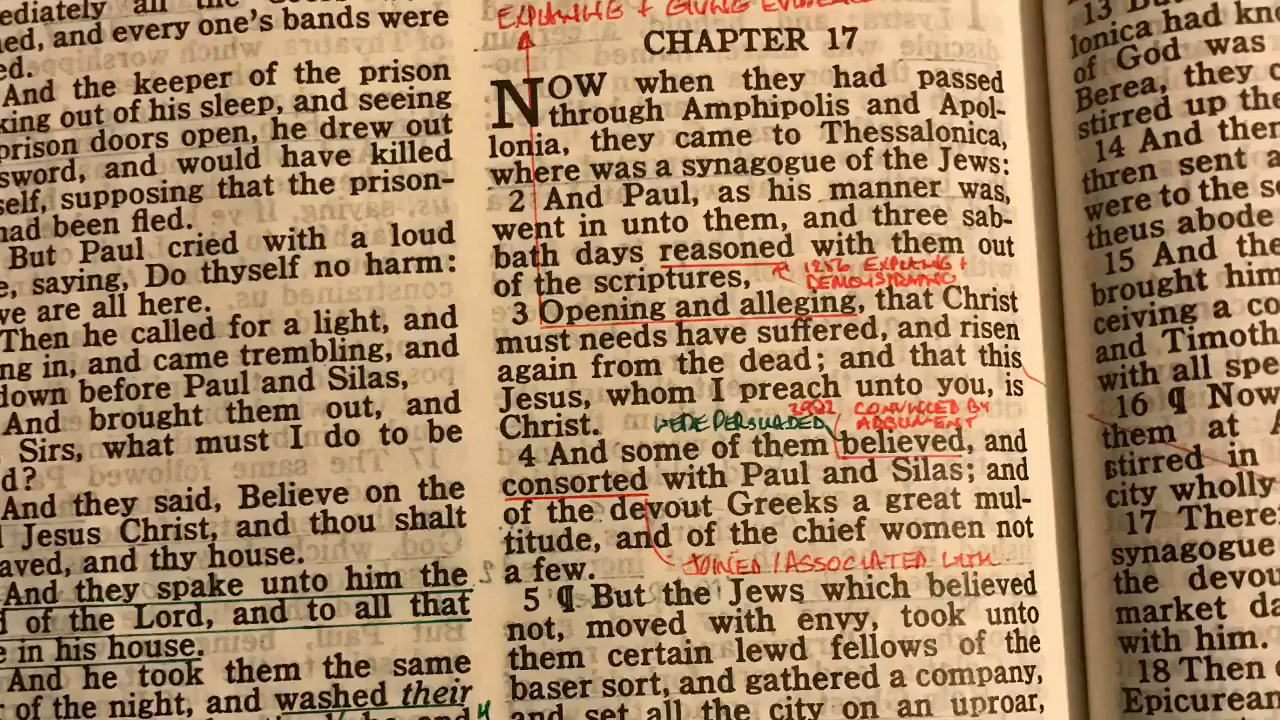 ned, and every one's bands were
And the keeper of the prison
king out of his sleep, and seeing
prison doors open, he drew out
sword, and would have killed
self, supposing that the prison-
had been fled.
But Paul cried with a loud
saying, Do thyself no harm:
we are all here.
Then he called for a light, and
ng in, and came trembling, and
down before Paul and Silas,
And brought them out, and
Sirs, what must I do to be
d?
And they said, Believe on the
Jesus Christ, and thou shalt
aved, and thy house.
And they spake unto him the
of the Lord, and to all that
e in his house.
And he took them the same
of the night, and washed their
EXPLAINING + GIVING
CHAPTER 17
NOW when they had passed
through Amphipolis and Apol-
lonia, they came to Thessalonica,
where was a synagogue of the Jews:
2 And Paul, as his manner was,
went in unto them, and three sab-
bath days reasoned with them out
of the scriptures,
1256 EXPLAINING +
DEMONSTRATING
3 Opening and alleging, that Christ
must needs have suffered, and risen
again from the dead; and that this
Jesus, whom I preach unto you, is
Christ.
WERE PERSUADED
3982 CONVINCED BY
ARGUMENT
4 And some of them believed, and
consorted with Paul and Silas; and
of the devout Greeks a great mul-
titude, and of the chief women not
a few.
JOINED / ASSOCIATED WITH
5 ¶ But the Jews which believed
not, moved with envy, took unto
them certain lewd fellows of the
baser sort, and gathered a company,
and set all the city on an uproar,
13
lonica had kno
of God was
Berea, they c
stirred up the
14 And then
thren sent a
were to the se
theus abode
15 And the
brought him
ceiving a co
and Timoth
with all spe
16 ¶ Now
them at A
stirred in
city wholly
17 There
synagogue
the devou
market da
with him.
18 Then c
Epicurean